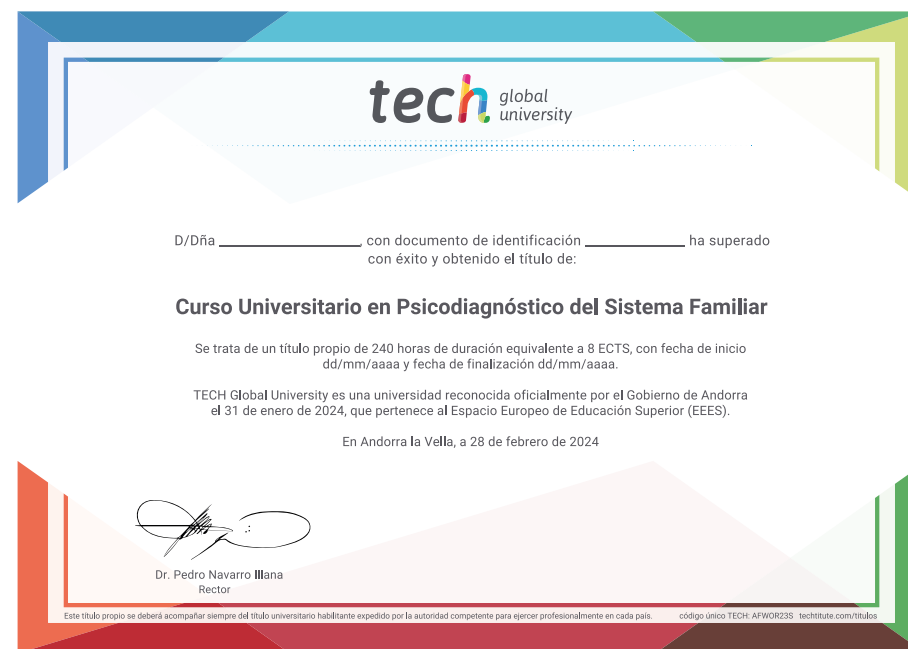 tech global university
D/Dña ____________________, con documento de identificación ______________ ha superado
con éxito y obtenido el título de:
Curso Universitario en Psicodiagnóstico del Sistema Familiar
Se trata de un título propio de 240 horas de duración equivalente a 8 ECTS, con fecha de inicio
dd/mm/aaaa y fecha de finalización dd/mm/aaaa.
TECH Global University es una universidad reconocida oficialmente por el Gobierno de Andorra
el 31 de enero de 2024, que pertenece al Espacio Europeo de Educación Superior (EEES).
En Andorra la Vella, a 28 de febrero de 2024
Dr. Pedro Navarro Illana
Rector
Este título propio se deberá acompañar siempre del título universitario habilitante expedido por la autoridad competente para ejercer profesionalmente en cada país. código único TECH: AFWOR23S techtitute.com/titulos